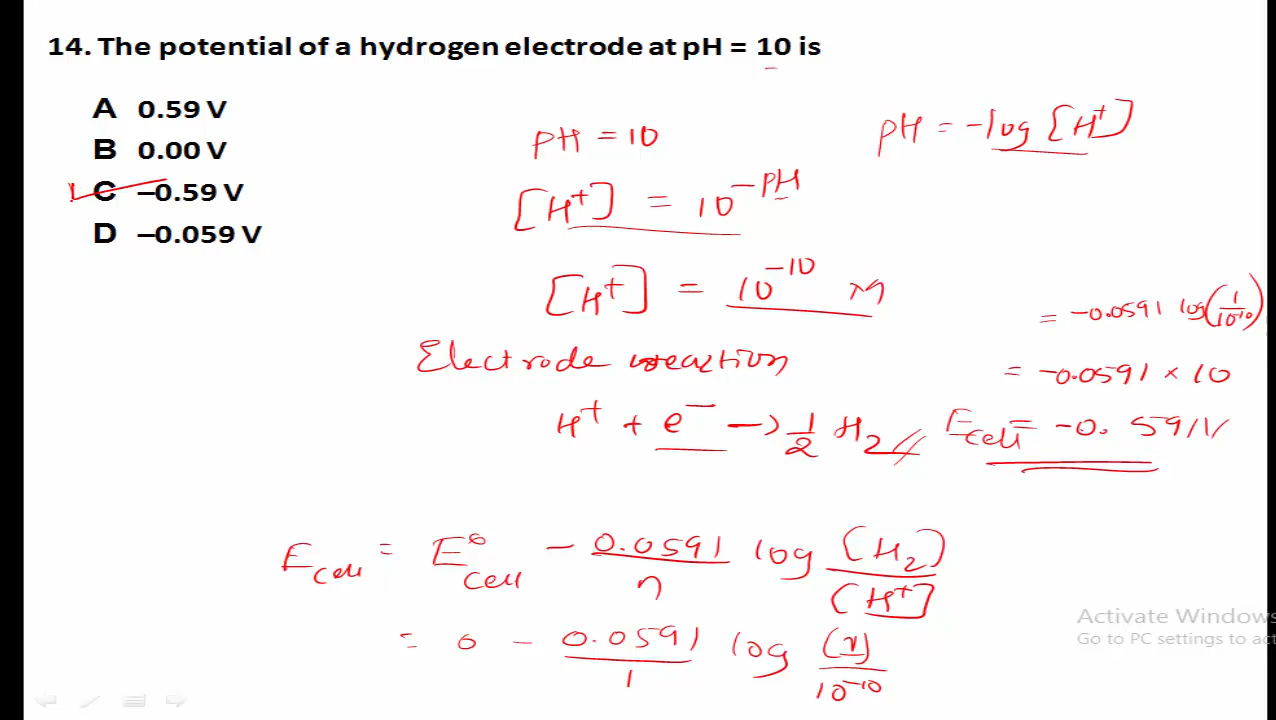 14. The potential of a hydrogen electrode at pH = 10 is
A 0.59 V
B 0.00 V
C –0.59 V
D –0.059 V
pH = 10
pH = -log [H⁺]
[H⁺] = 10^-pH
[H⁺] = 10^-10 M
Electrode reaction
H⁺ + e⁻ → 1/2 H₂
E cell = E° cell - 0.0591/n log [H₂]/[H⁺]
= 0 - 0.0591/1 log (1)/10^-10
= -0.0591 log(1/10^-10)
= -0.0591 × 10
E cell = -0.591V
Activate Windows
Go to PC settings to act